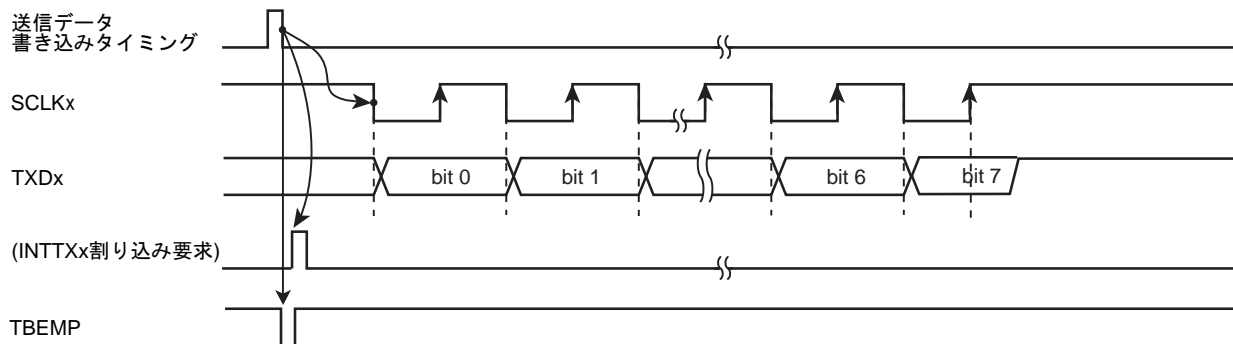 送信データ
書き込みタイミング
SCLKx
TXDx
bit 0
bit 1
bit 6
bit 7
(INTTXx割り込み要求)
TBEMP